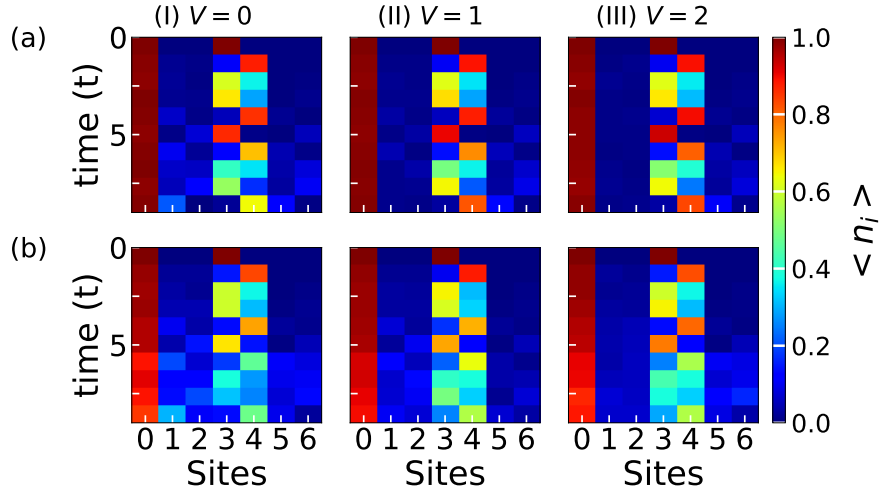 (I) V = 0
(II) V = 1
(III) V = 2
(a)
0
5
time (t)
(b)
0
5
time (t)
0 1 2 3 4 5 6
0 1 2 3 4 5 6
0 1 2 3 4 5 6
Sites
Sites
Sites
1.0
0.8
0.6
0.4
0.2
0.0
< n_i >